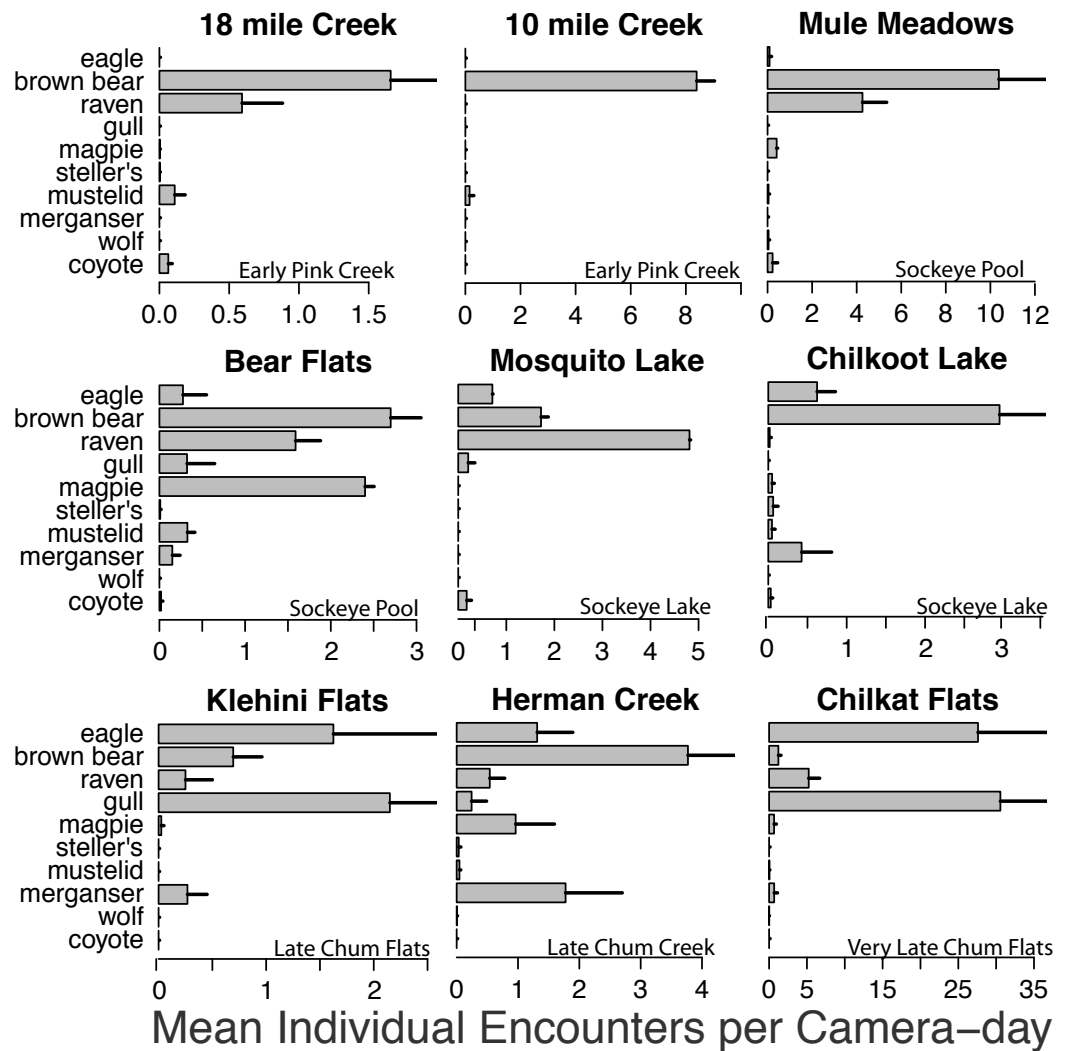 18 mile Creek 10 mile Creek Mule Meadows
eagle
brown bear
raven
gull
magpie
steller's
mustelid
merganser
wolf
coyote
Early Pink Creek Early Pink Creek Sockeye Pool
0.0 0.5 1.0 1.5 0 2 4 6 8 0 2 4 6 8 10 12
Bear Flats Mosquito Lake Chilkoot Lake
eagle
brown bear
raven
gull
magpie
steller's
mustelid
merganser
wolf
coyote
Sockeye Pool Sockeye Lake Sockeye Lake
0 1 2 3 0 1 2 3 4 5 0 1 2 3
Klehini Flats Herman Creek Chilkat Flats
eagle
brown bear
raven
gull
magpie
steller's
mustelid
merganser
wolf
coyote
Late Chum Flats Late Chum Creek Very Late Chum Flats
0 1 2 0 1 2 3 4 0 5 15 25 35
Mean Individual Encounters per Camera−day